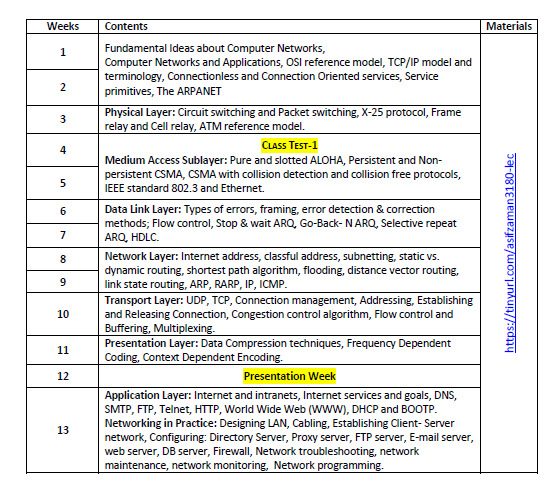 Weeks Contents Materials
1
Fundamental Ideas about Computer Networks,
Computer Networks and Applications, OSI reference model, TCP/IP model and
terminology, Connectionless and Connection Oriented services, Service
primitives, The ARPANET
2
3
Physical Layer: Circuit switching and Packet switching, X-25 protocol, Frame
relay and Cell relay, ATM reference model.
4
CLASS TEST-1
Medium Access Sublayer: Pure and slotted ALOHA, Persistent and Non-
persistent CSMA, CSMA with collision detection and collision free protocols,
IEEE standard 802.3 and Ethernet.
5
6
Data Link Layer: Types of errors, framing, error detection & correction
methods; Flow control, Stop & wait ARQ, Go-Back- N ARQ, Selective repeat
ARQ, HDLC.
7
8
Network Layer: Internet address, classful address, subnetting, static vs.
dynamic routing, shortest path algorithm, flooding, distance vector routing,
link state routing, ARP, RARP, IP, ICMP.
9
10
Transport Layer: UDP, TCP, Connection management, Addressing, Establishing
and Releasing Connection, Congestion control algorithm, Flow control and
Buffering, Multiplexing.
11
Presentation Layer: Data Compression techniques, Frequency Dependent
Coding, Context Dependent Encoding.
12
Presentation Week
13
Application Layer: Internet and intranets, Internet services and goals, DNS,
SMTP, FTP, Telnet, HTTP, World Wide Web (WWW), DHCP and BOOTP.
Networking in Practice: Designing LAN, Cabling, Establishing Client- Server
network, Configuring: Directory Server, Proxy server, FTP server, E-mail server,
web server, DB server, Firewall, Network troubleshooting, network
maintenance, network monitoring, Network programming.
https://tinyurl.com/asifzaman3180-lec